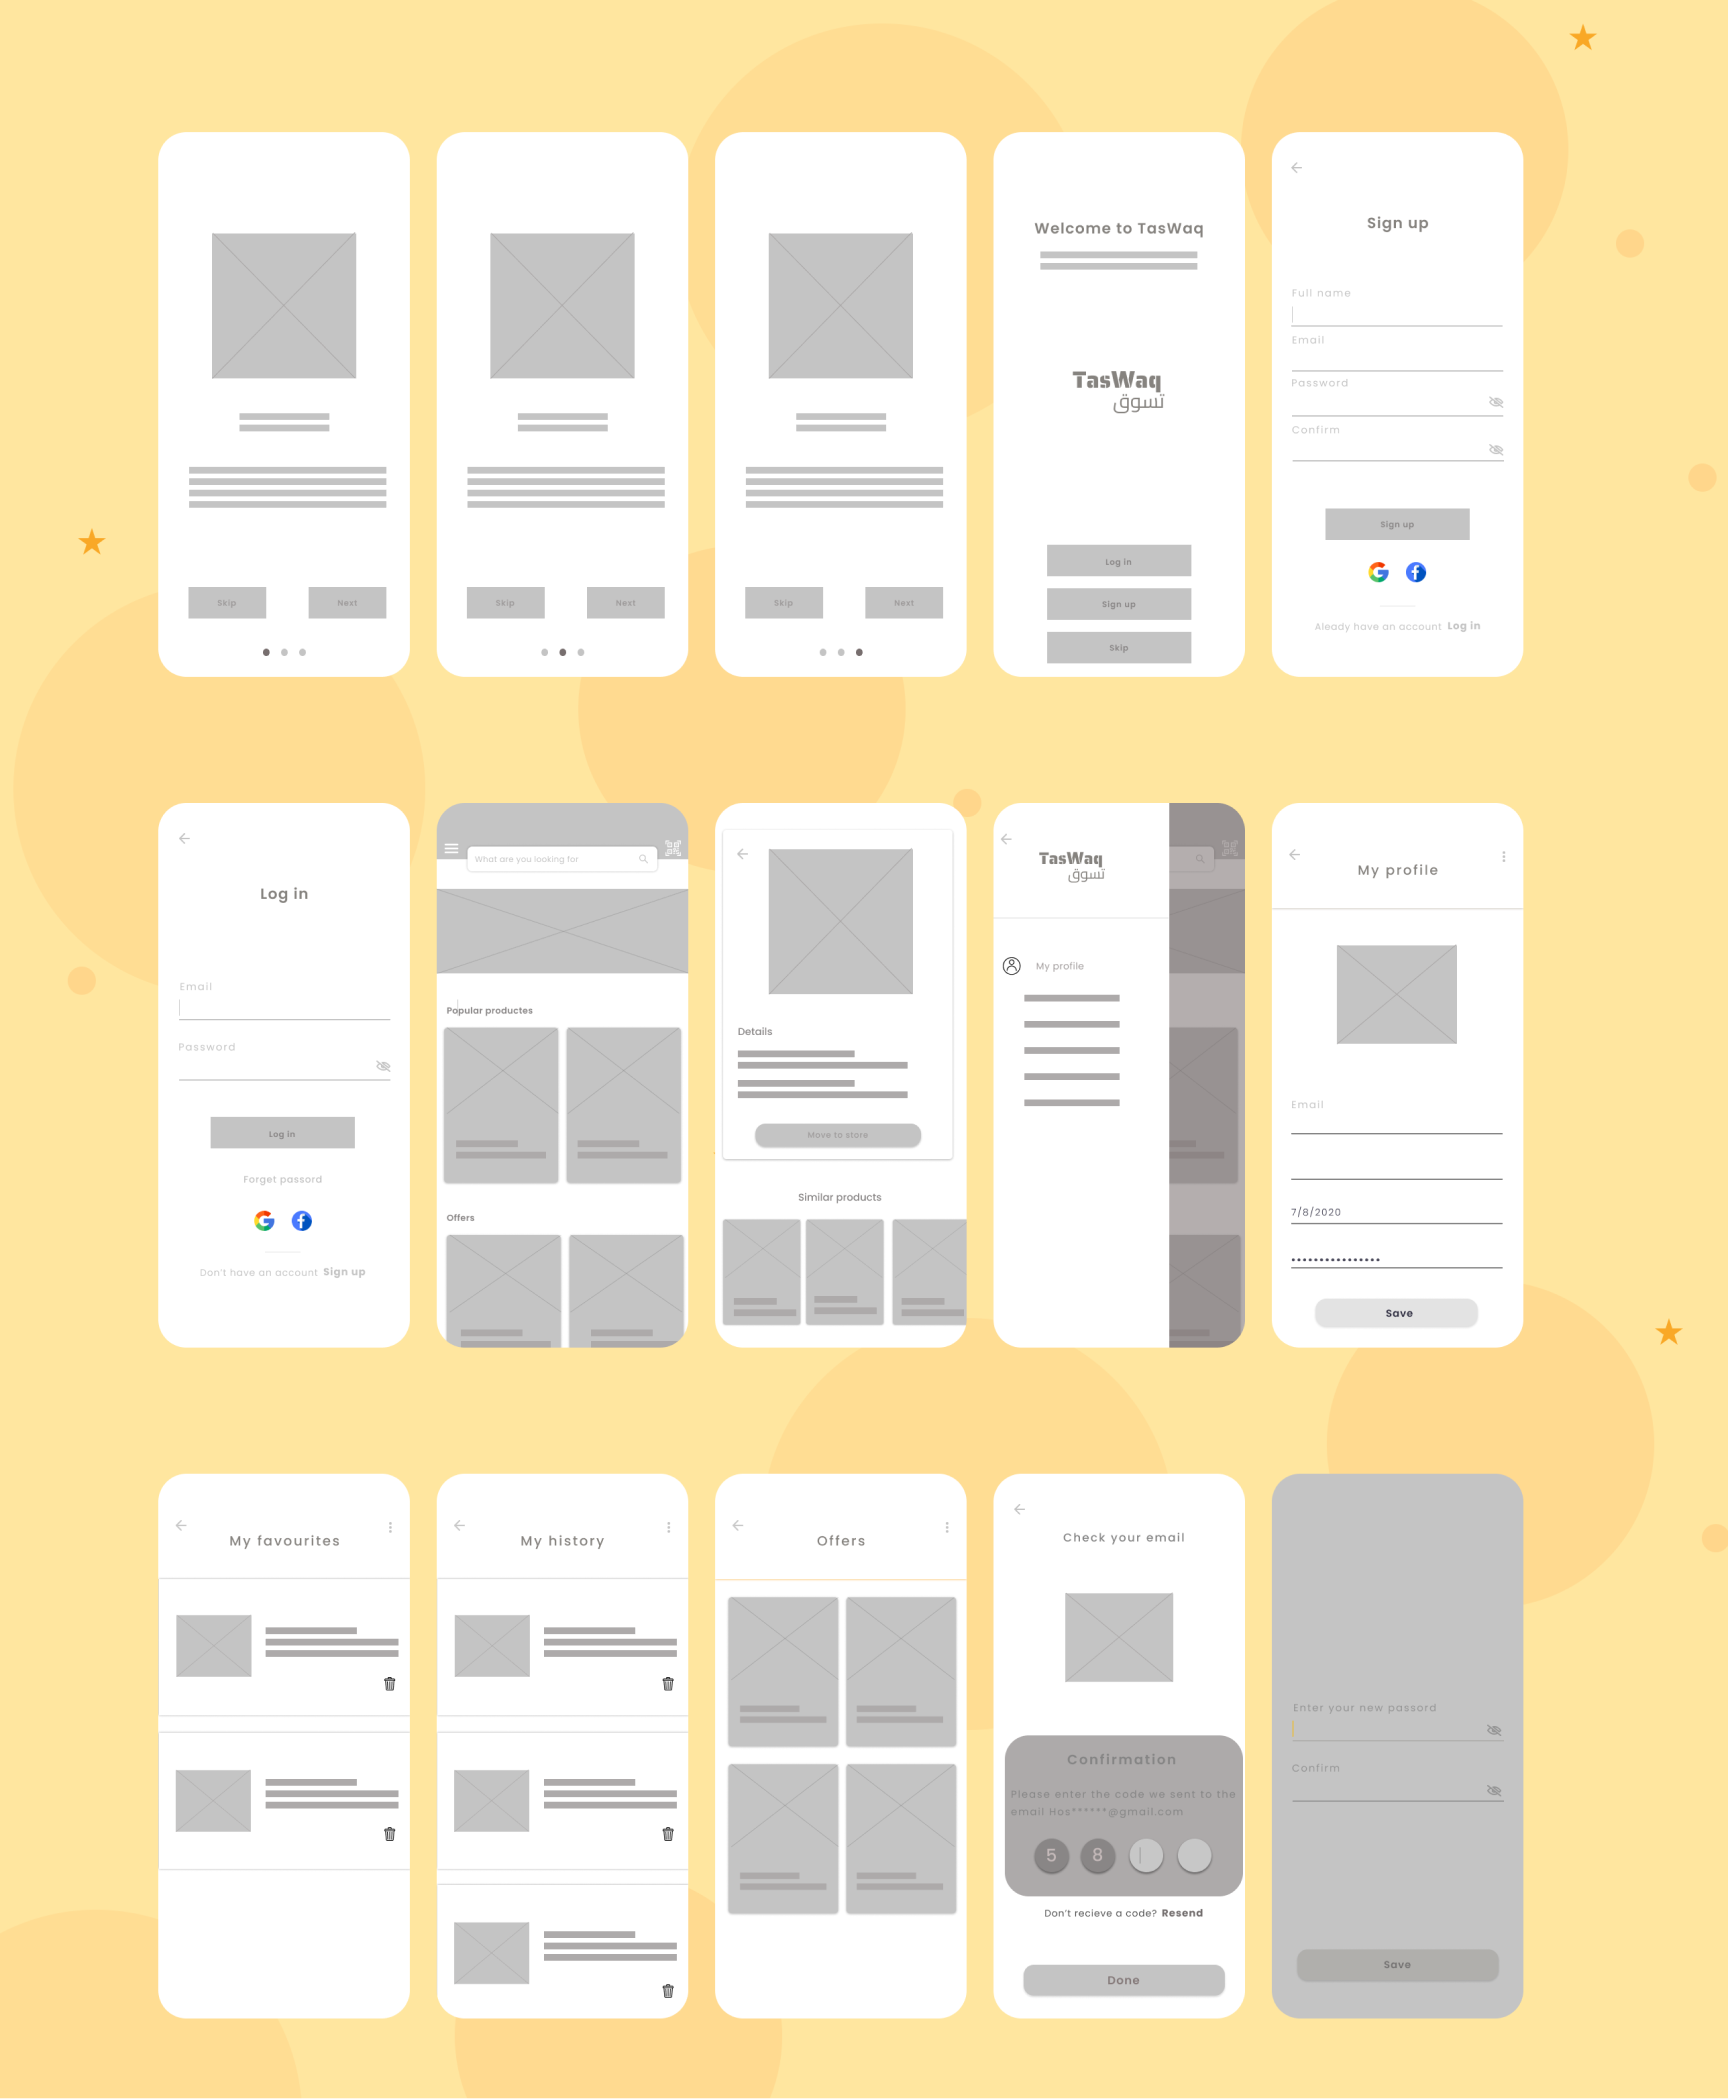 Skip
Next
Skip
Next
Skip
Next
Welcome to TasWaq
TasWaq
تسوق
Log in
Sign up
Skip
Sign up
Full name
Email
Password
Confirm
Sign up
Aleady have an account Log in
Log in
Email
Password
Log in
Forget passord
Don't have an account Sign up
What are you looking for
Popular productes
Offers
Details
Move to store
Similar products
TasWaq
تسوق
My profile
My profile
Email
7/8/2020
Save
My favourites
My history
Offers
Check your email
Confirmation
Please enter the code we sent to the
email Hos******@gmail.com
5 8
Don't recieve a code? Resend
Done
Enter your new passord
Confirm
Save